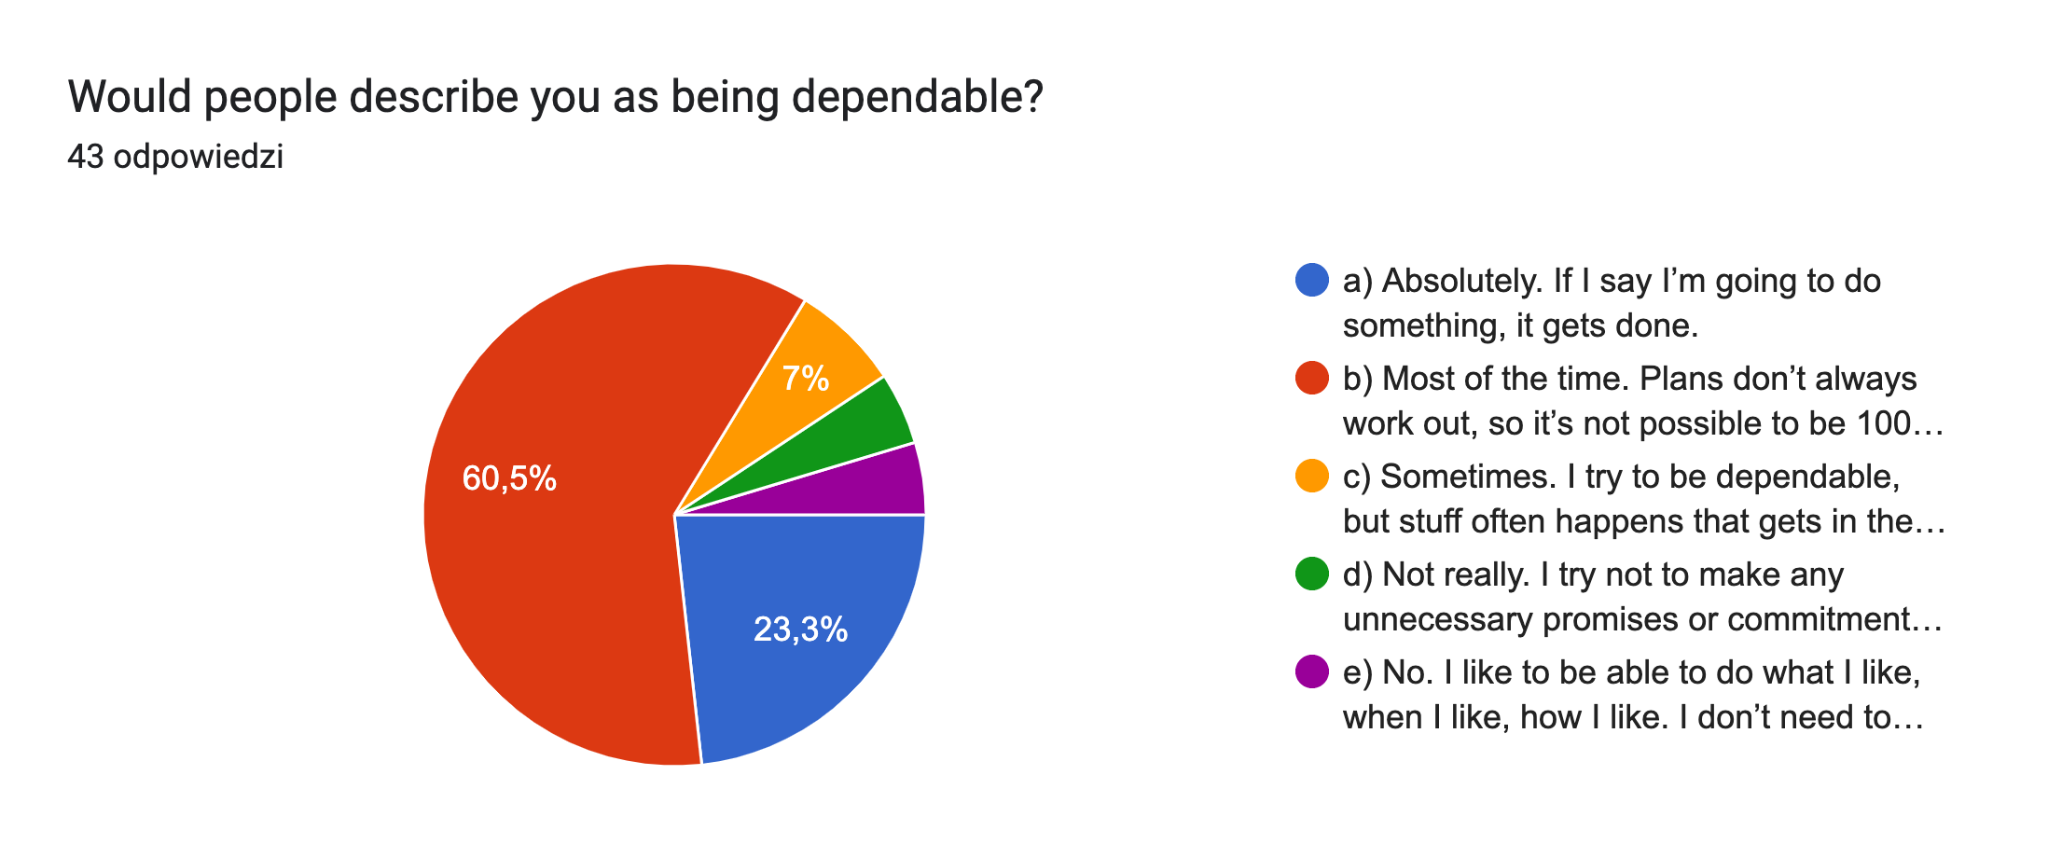 Would people describe you as being dependable?
43 odpowiedzi
7%
60,5%
23,3%
a) Absolutely. If I say I’m going to do
something, it gets done.
b) Most of the time. Plans don’t always
work out, so it’s not possible to be 100…
c) Sometimes. I try to be dependable,
but stuff often happens that gets in the…
d) Not really. I try not to make any
unnecessary promises or commitment…
e) No. I like to be able to do what I like,
when I like, how I like. I don’t need to…